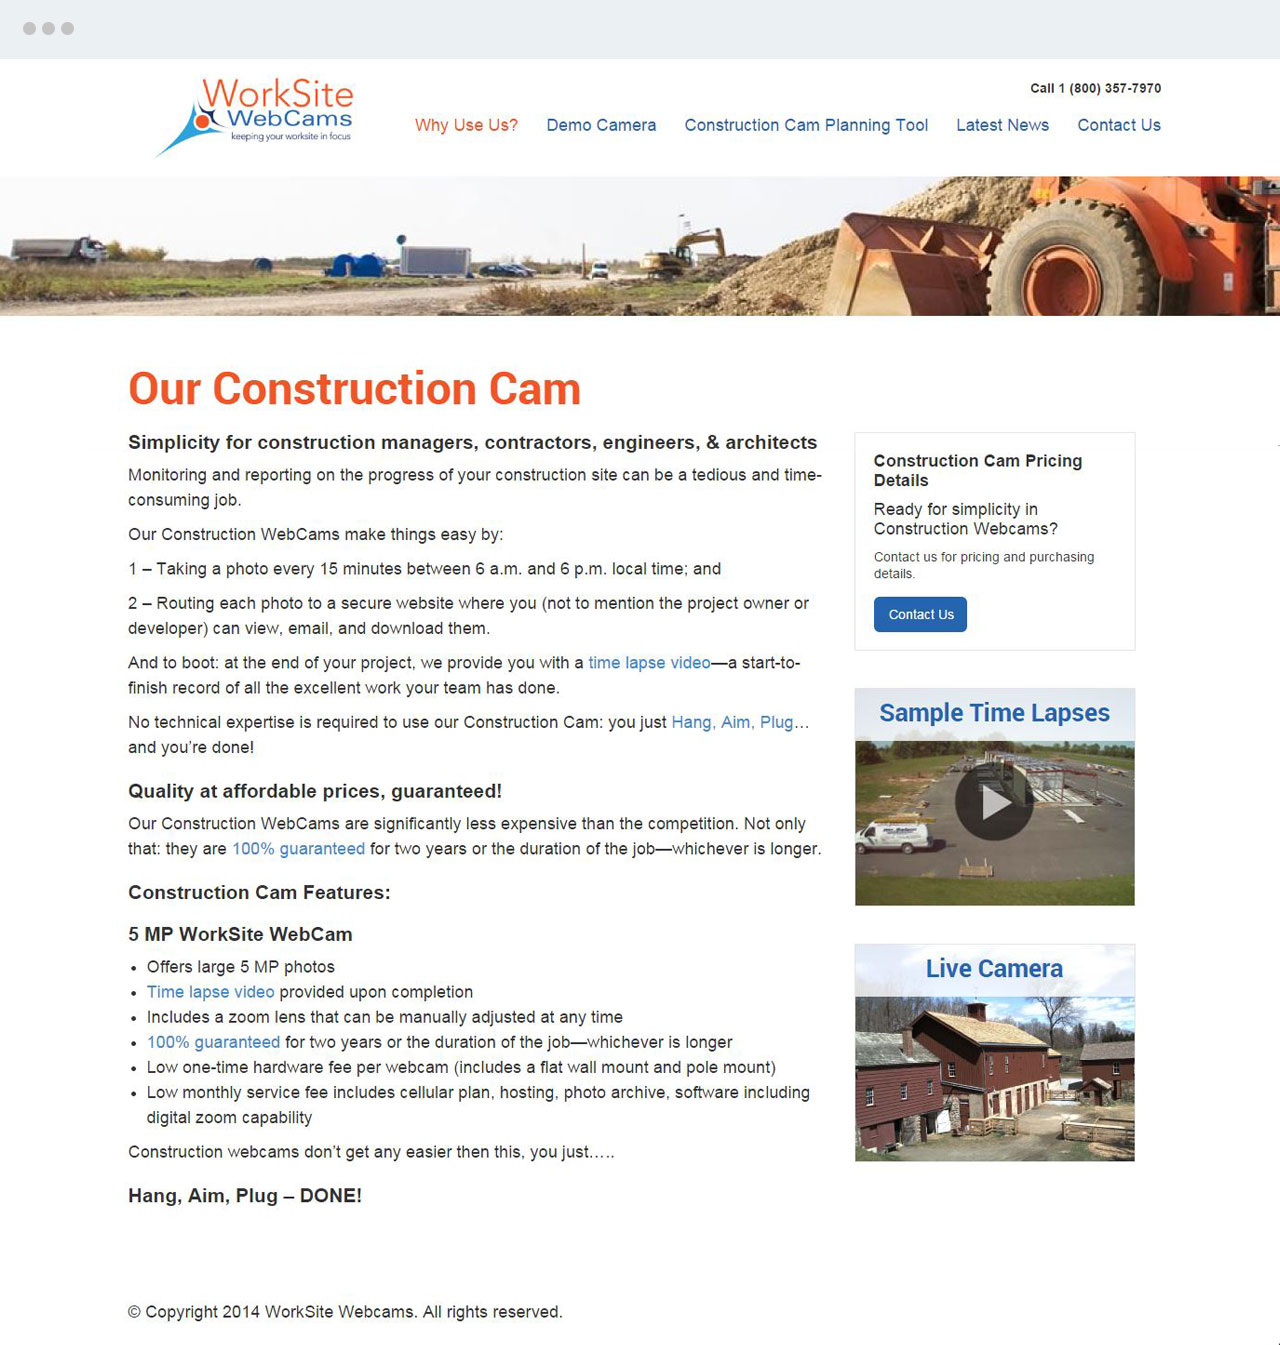 WorkSite
WebCams
keeping your worksite in focus
Call 1 (800) 357-7970
Why Use Us? Demo Camera Construction Cam Planning Tool Latest News Contact Us
Our Construction Cam
Simplicity for construction managers, contractors, engineers, & architects
Monitoring and reporting on the progress of your construction site can be a tedious and time-
consuming job.
Our Construction WebCams make things easy by:
1 – Taking a photo every 15 minutes between 6 a.m. and 6 p.m. local time; and
2 – Routing each photo to a secure website where you (not to mention the project owner or
developer) can view, email, and download them.
And to boot: at the end of your project, we provide you with a time lapse video—a start-to-
finish record of all the excellent work your team has done.
No technical expertise is required to use our Construction Cam: you just Hang, Aim, Plug…
and you’re done!
Quality at affordable prices, guaranteed!
Our Construction WebCams are significantly less expensive than the competition. Not only
that: they are 100% guaranteed for two years or the duration of the job—whichever is longer.
Construction Cam Features:
5 MP WorkSite WebCam
• Offers large 5 MP photos
• Time lapse video provided upon completion
• Includes a zoom lens that can be manually adjusted at any time
• 100% guaranteed for two years or the duration of the job—whichever is longer
• Low one-time hardware fee per webcam (includes a flat wall mount and pole mount)
• Low monthly service fee includes cellular plan, hosting, photo archive, software including
digital zoom capability
Construction webcams don’t get any easier then this, you just…..
Hang, Aim, Plug – DONE!
Construction Cam Pricing
Details
Ready for simplicity in
Construction Webcams?
Contact us for pricing and purchasing
details.
Contact Us
Sample Time Lapses
Live Camera
© Copyright 2014 WorkSite Webcams. All rights reserved.